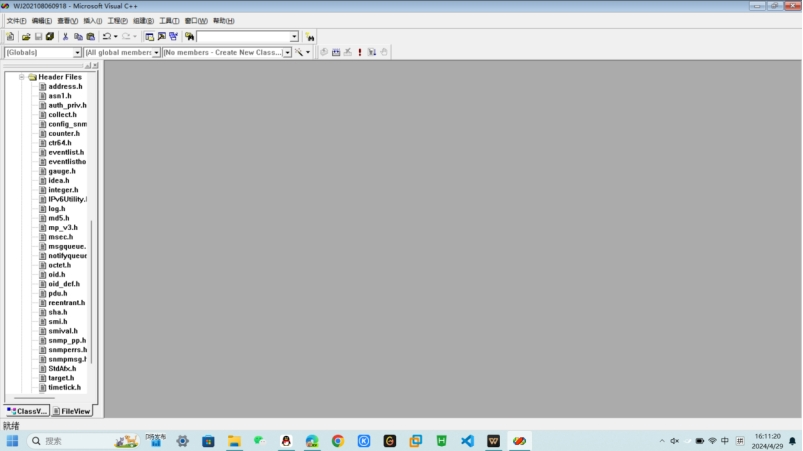 WJ202108060918 - Microsoft Visual C++
文件(F) 编辑(E) 查看(V) 插入(I) 工程(P) 组建(B) 工具(T) 窗口(W) 帮助(H)
(Globals) (All global members (No members - Create New Class...
Header Files
address.h
asn1.h
auth_priv.h
collect.h
config_snm
counter.h
ctr64.h
eventlist.h
eventlistho
gauge.h
idea.h
integer.h
IPv6Utility.
log.h
md5.h
mp_v3.h
msec.h
msgqueue.
notifyqueue
octet.h
oid.h
oid_def.h
pdu.h
reentrant.h
sha.h
smi.h
smival.h
snmp_pp.h
snmperrs.h
snmpmsg.h
StdAfx.h
target.h
timetick.h
ClassV... FileView
就绪
搜索
中
拼
16:11:20
2024/4/29